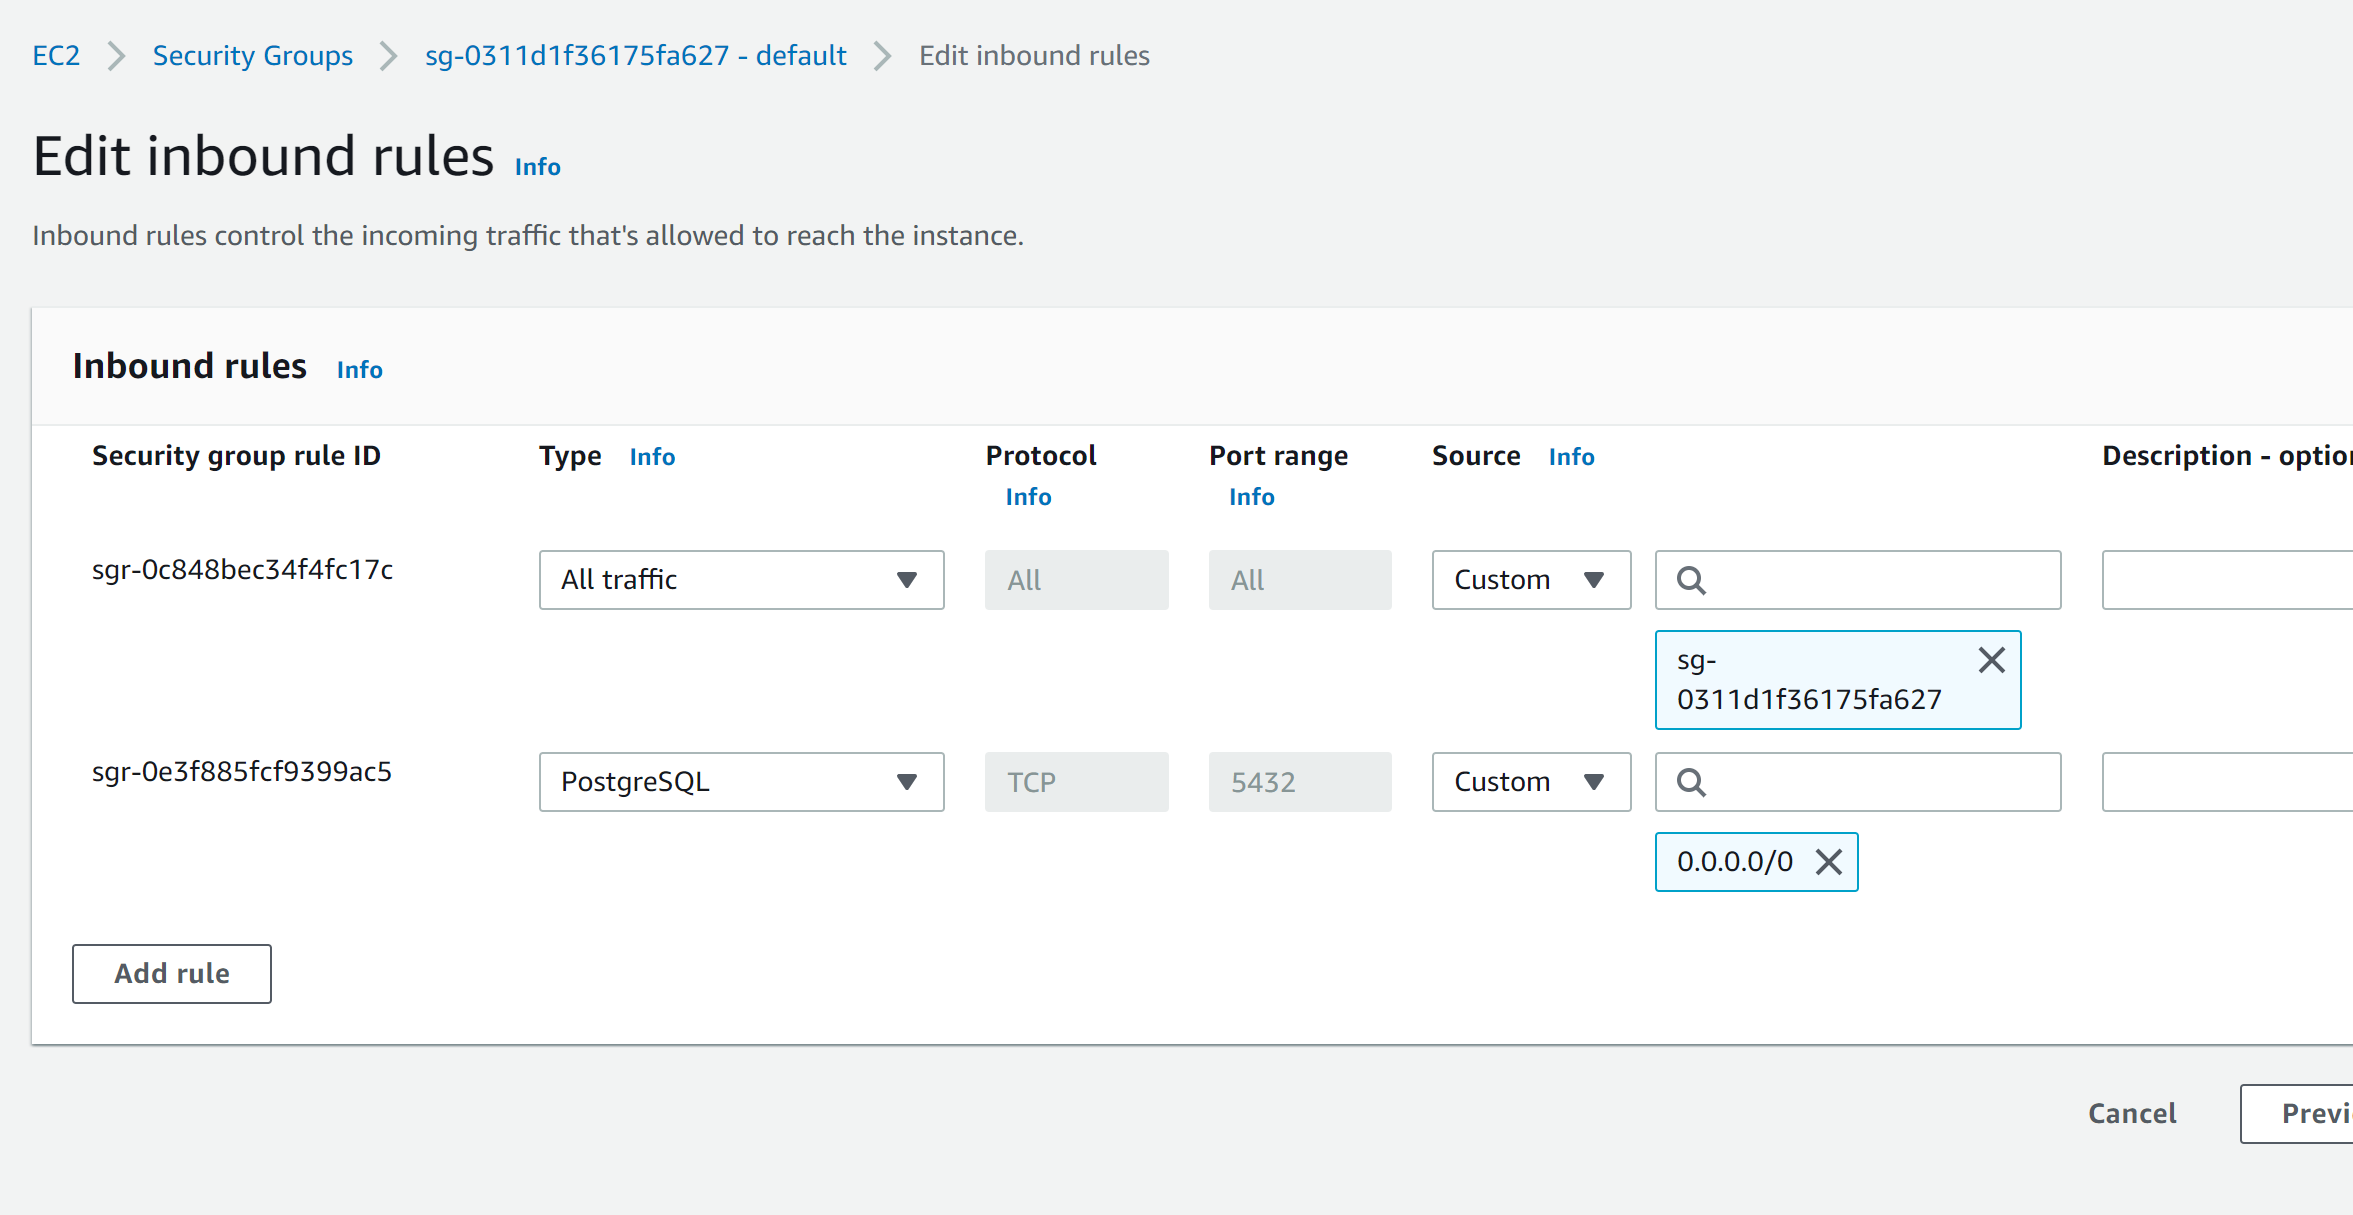 EC2 Security Groups sg-0311d1f36175fa627 - default Edit inbound rules
Edit inbound rules Info
Inbound rules control the incoming traffic that's allowed to reach the instance.
Inbound rules Info
Security group rule ID Type Info Protocol Info Port range Info Source Info Description - optio
sgr-0c848bec34f4fc17c All traffic All All Custom
sg-
0311d1f36175fa627
sgr-0e3f885fcf9399ac5 PostgreSQL TCP 5432 Custom
0.0.0.0/0
Add rule
Cancel Previ